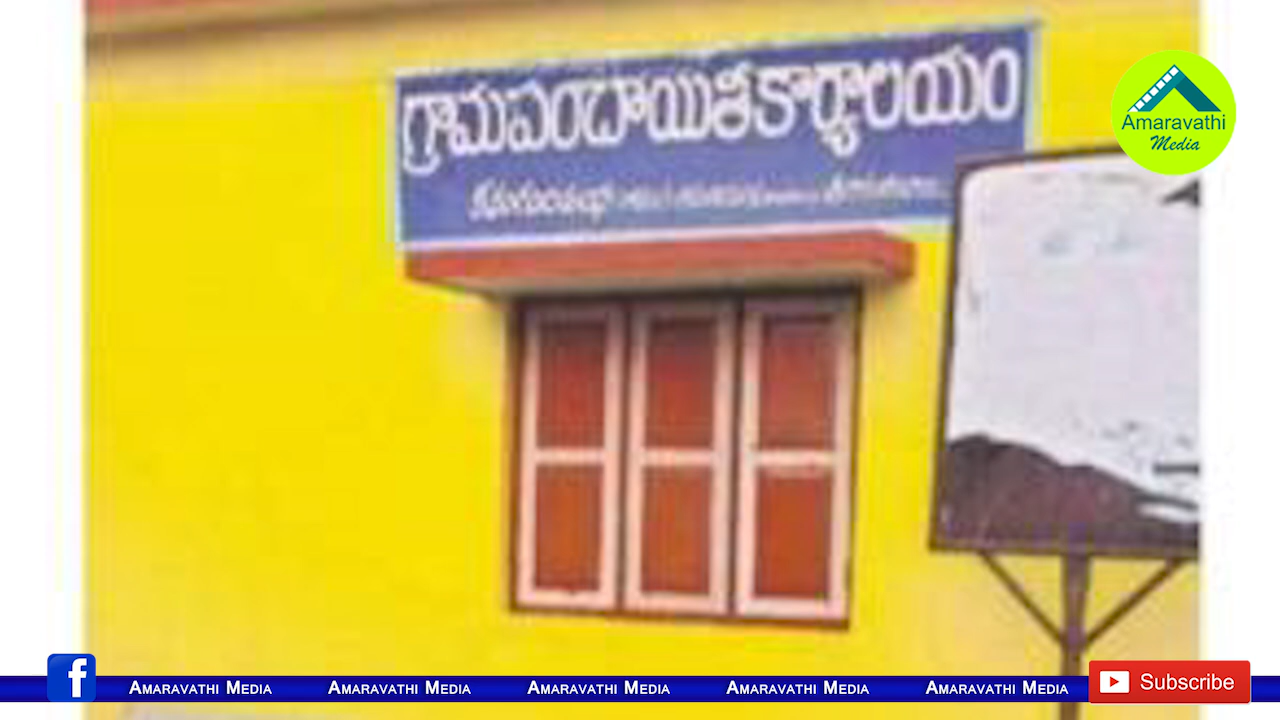 గ్రామపంచాయితీ కార్యాలయం
Amaravathi
Media
f
Amaravathi Media Amaravathi Media Amaravathi Media Amaravathi Media Amaravathi Media
Subscribe